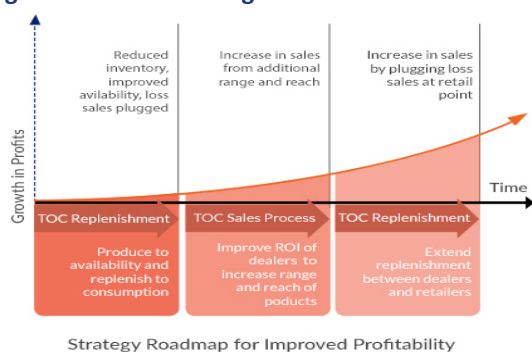 Reduced
inventory,
improved
avilability, loss
sales plugged
Increase in sales
from additional
range and reach
Increase in sales
by plugging loss
sales at retail
point
Growth in Profits
Time
TOC Replenishment
TOC Sales Process
TOC Replenishment
Produce to
availability and
replenish to
consumption
Improve ROI of
dealers to
increase range
and reach of
poducts
Extend
replenishment
between dealers
and retailers
Strategy Roadmap for Improved Profitability